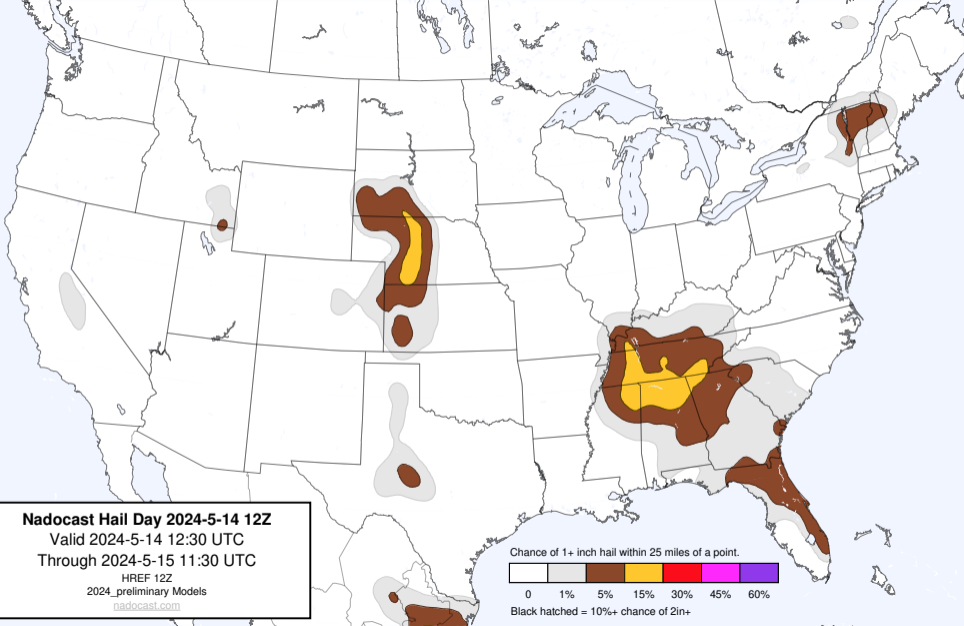 Nadocast Hail Day 2024-5-14 12Z
Valid 2024-5-14 12:30 UTC
Through 2024-5-15 11:30 UTC
HREF 12Z
2024_preliminary Models
nadocast.com
Chance of 1+ inch hail within 25 miles of a point.
0 1% 5% 15% 30% 45% 60%
Black hatched = 10%+ chance of 2in+